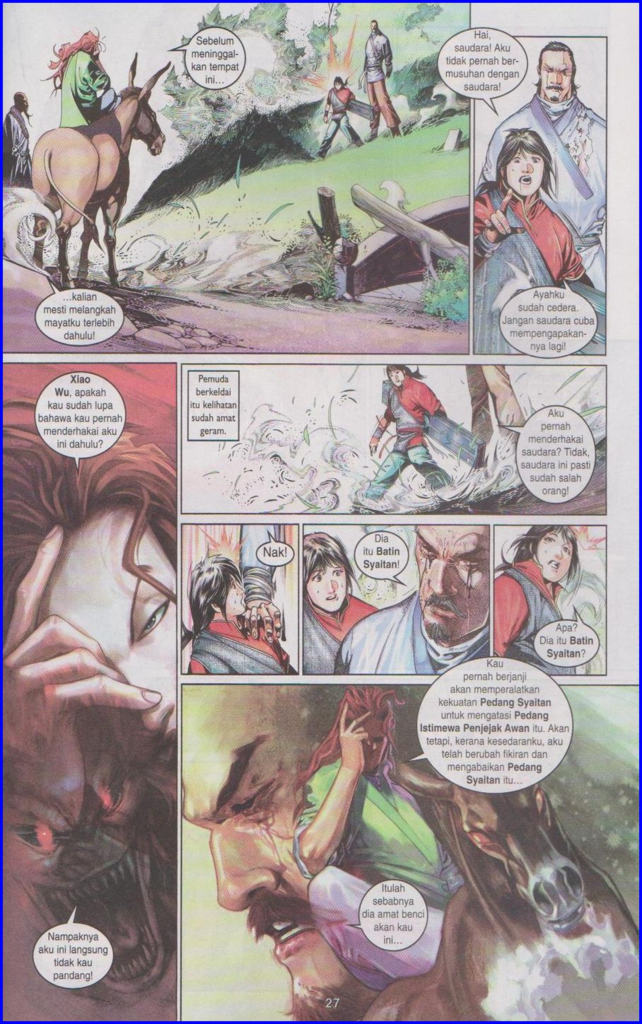 Sebelum
meninggal-
kan tempat
ini...
Hai,
saudara! Aku
tidak pernah ber-
musuhan dengan
saudara!
...kalian
mesti melangkah
mayatku terlebih
dahulu!
Ayahku
sudah cedera.
Jangan saudara cuba
mempengapakan-
nya lagi!
Xiao
Wu, apakah
kau sudah lupa
bahawa kau pernah
menderhakai aku
ini dahulu?
Pemuda
berkeldai
itu kelihatan
sudah amat
geram.
Aku
pernah
menderhakai
saudara? Tidak,
saudara ini pasti
sudah salah
orang!
Nak!
Dia
itu Batin
Syaitan!
Apa?
Dia itu Batin
Syaitan?
Kau
pernah berjanji
akan memperalatkan
kekuatan Pedang Syaitan
untuk mengatasi Pedang
Istimewa Penjejak Awan itu. Akan
tetapi, kerana kesedaranku, aku
telah berubah fikiran dan
mengabaikan Pedang
Syaitan itu...
Nampaknya
aku ini langsung
tidak kau
pandang!
Itulah
sebabnya
dia amat benci
akan kau
ini...
27